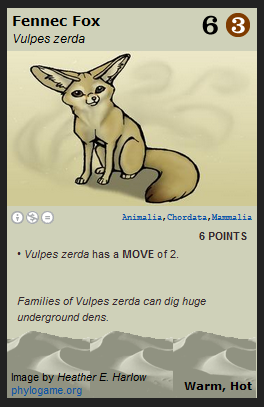 Fennec Fox 6 3
Vulpes zerda
Animalia,Chordata,Mammalia
6 POINTS
• Vulpes zerda has a MOVE of 2.
Families of Vulpes zerda can dig huge
underground dens.
Image by Heather E. Harlow
phylogame.org
Warm, Hot